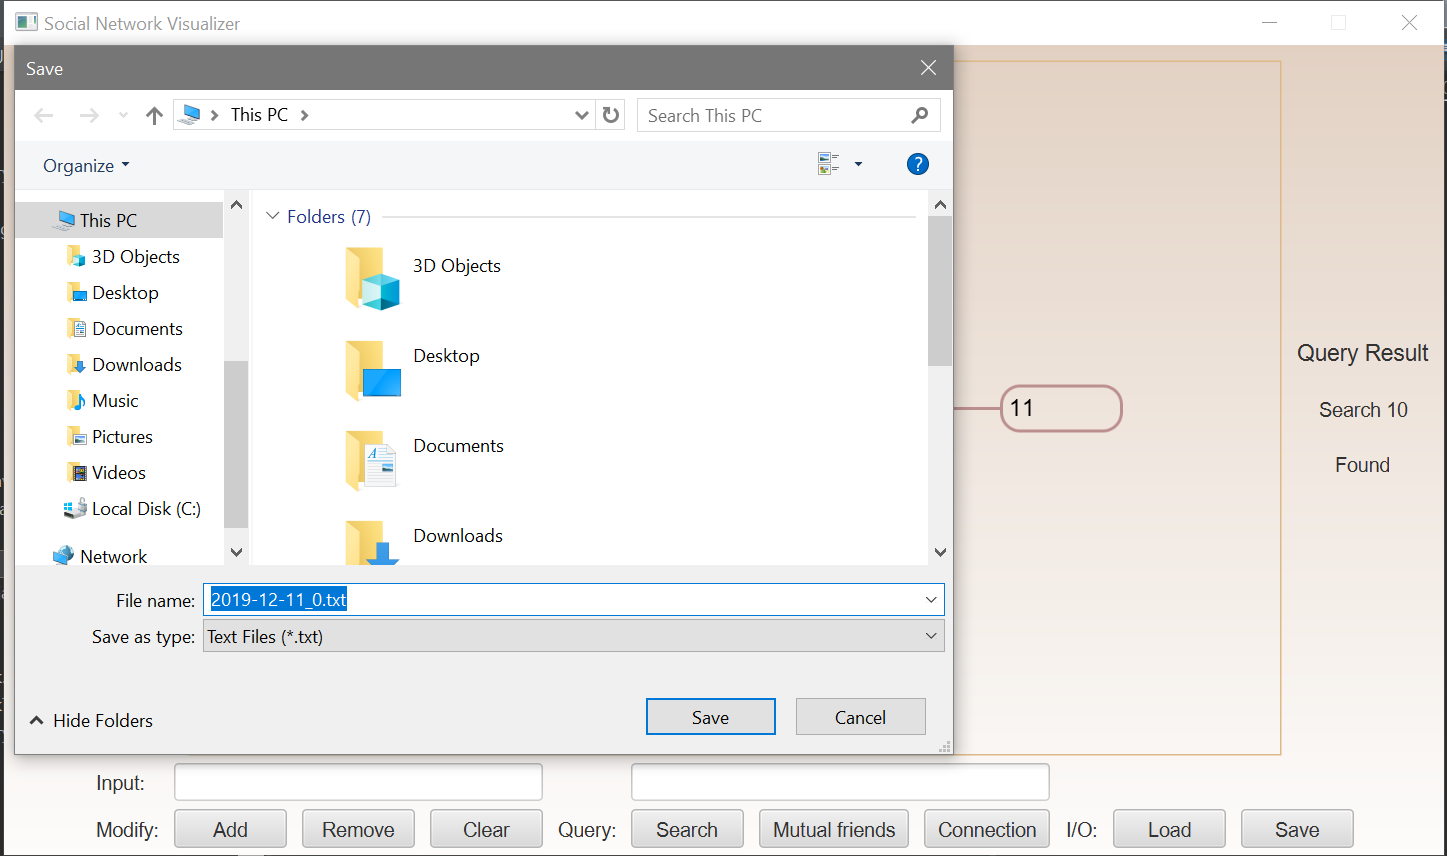 Social Network Visualizer
Save
This PC
Search This PC
Organize
?
This PC
3D Objects
Desktop
Documents
Downloads
Music
Pictures
Videos
Local Disk (C:)
Network
Folders (7)
3D Objects
Desktop
Documents
Downloads
File name: 2019-12-11_0.txt
Save as type: Text Files (*.txt)
Hide Folders
Save Cancel
11
Query Result
Search 10
Found
Input:
Modify: Add Remove Clear Query: Search Mutual friends Connection I/O: Load Save